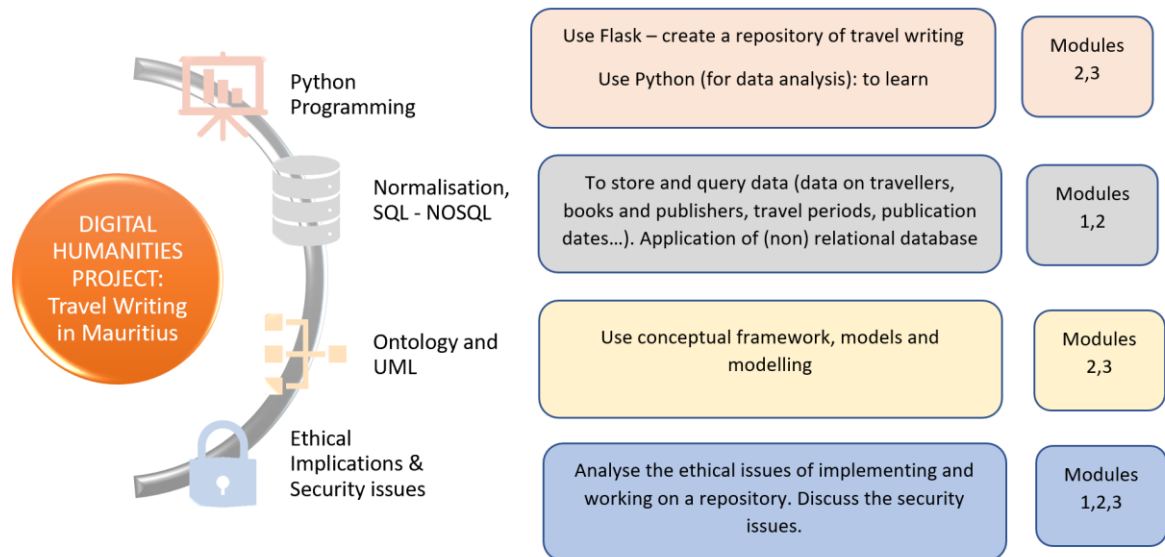 DIGITAL
HUMANITIES
PROJECT:
Travel Writing
in Mauritius
Python
Programming
Use Flask – create a repository of travel writing
Use Python (for data analysis): to learn
Modules
2,3
Normalisation,
SQL - NOSQL
To store and query data (data on travellers,
books and publishers, travel periods, publication
dates…). Application of (non) relational database
Modules
1,2
Ontology and
UML
Use conceptual framework, models and
modelling
Modules
2,3
Ethical
Implications &
Security issues
Analyse the ethical issues of implementing and
working on a repository. Discuss the security
issues.
Modules
1,2,3